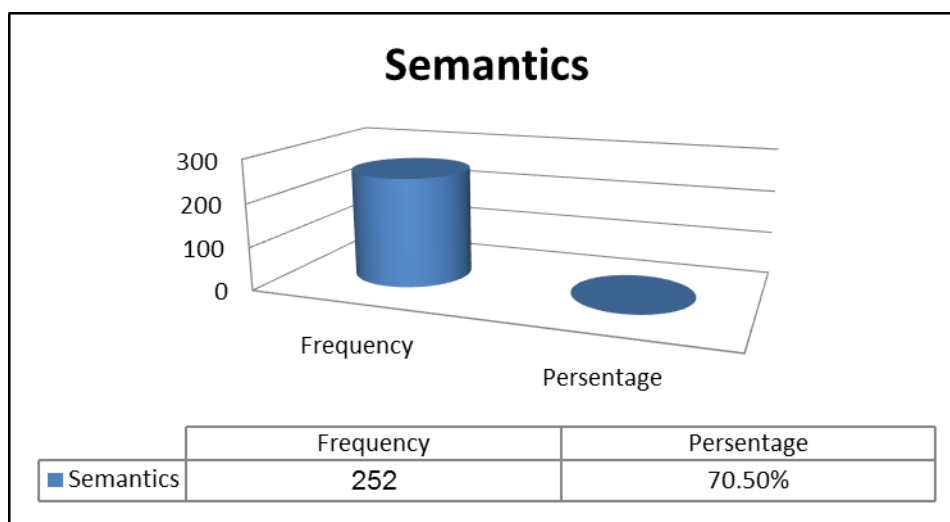 Semantics
300
200
100
0
Frequency
Persentage
Frequency Persentage
Semantics 252 70.50%